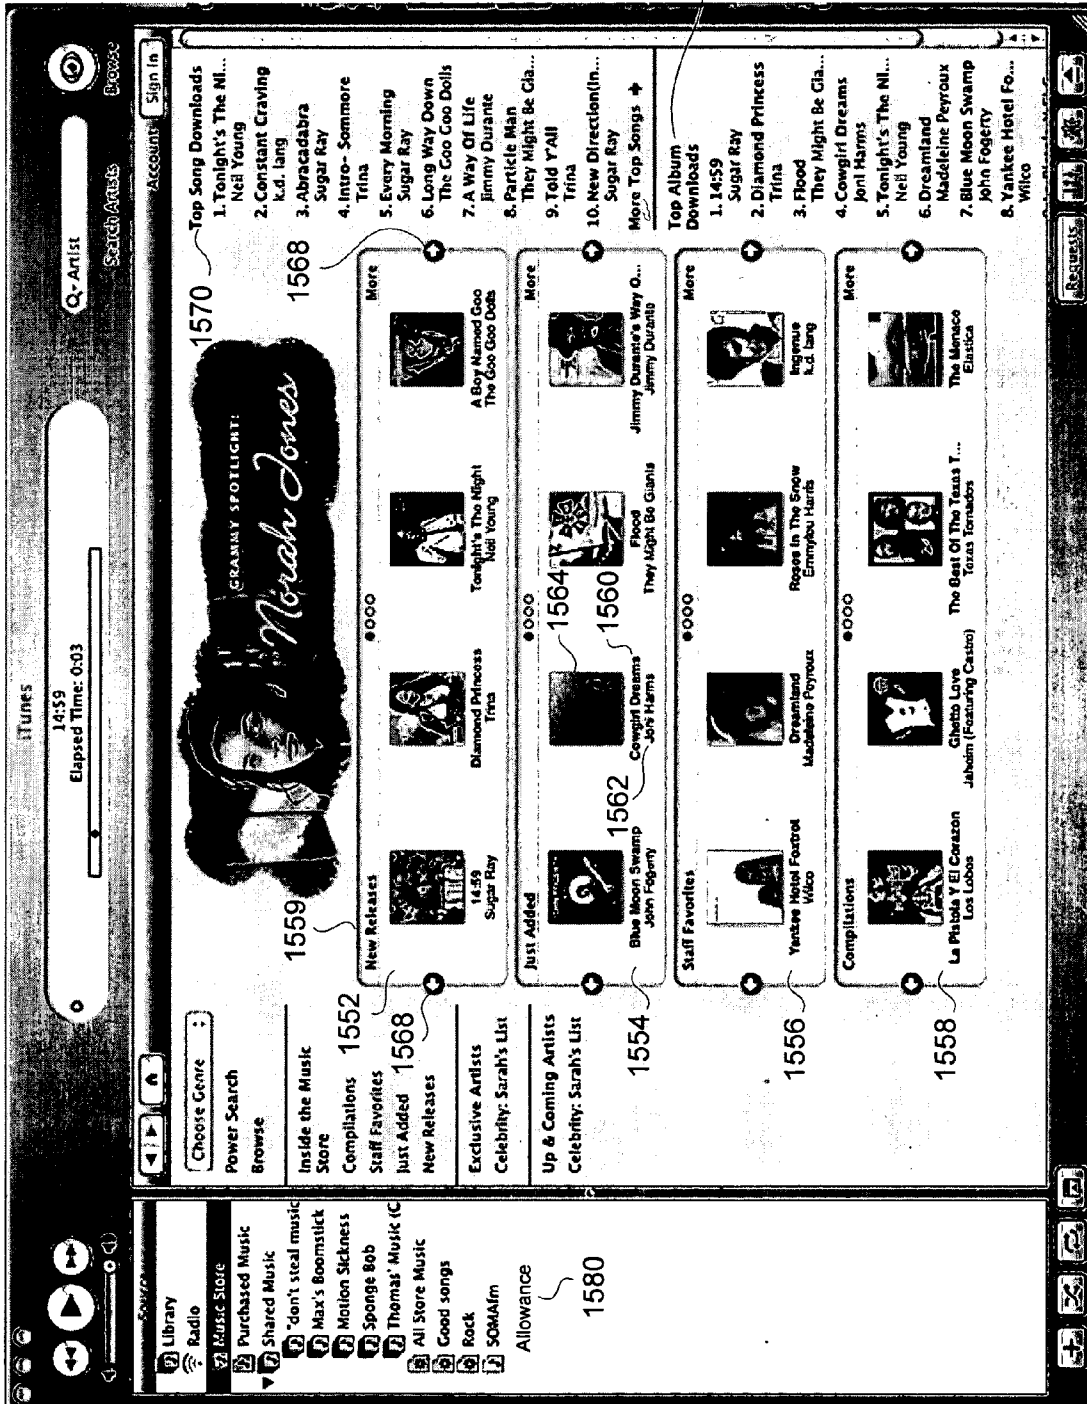 iTunes
14:59
Elapsed Time: 0:03
Q- Artist
Search Artists
Browse
Source
Library
Radio
Music Store
Purchased Music
Shared Music
"don't steal music
Max's Boomstick
Motion Sickness
Sponge Bob
Thomas' Music (C
All Store Music
Good songs
Rock
SOMAfm
Allowance
1580
Account:
Sign In
Choose Genre
Power Search
Browse
Inside the Music
Store
Compilations
Staff Favorites
Just Added
New Releases
Exclusive Artists
Celebrity: Sarah's List
Up & Coming Artists
Celebrity: Sarah's List
1559
1552
1568
1554
1556
1558
GRAMMY SPOTLIGHT:
Norah Jones
1570
1568
New Releases
More
14:59
Sugar Ray
Diamond Princess
Trina
Tonight's The Night
Neil Young
A Boy Named Goo
The Goo Goo Dolls
Just Added
More
1564
1560
1562
Blue Moon Swamp
John Fogerty
Cowgirl Dreams
Joni Harms
Flood
They Might Be Giants
Jimmy Durante's Way O...
Jimmy Durante
Staff Favorites
More
Yankee Hotel Foxtrot
Wilco
Dreamland
Madeleine Peyroux
Roses In The Snow
Emmylou Harris
Ingenue
k.d. lang
Compilations
More
La Pistola Y El Corazon
Los Lobos
Ghetto Love
Jaheim (Featuring Castro)
The Best Of The Texas T...
Texas Tornados
The Menace
Elastica
Top Song Downloads
1. Tonight's The Ni...
Neil Young
2. Constant Craving
k.d. lang
3. Abracadabra
Sugar Ray
4. Intro- Sommore
Trina
5. Every Morning
Sugar Ray
6. Long Way Down
The Goo Goo Dolls
7. A Way Of Life
Jimmy Durante
8. Particle Man
They Might Be Gia...
9. Told Y'All
Trina
10. New Direction(In...
Sugar Ray
More Top Songs
Top Album
Downloads
1. 14:59
Sugar Ray
2. Diamond Princess
Trina
3. Flood
They Might Be Gia...
4. Cowgirl Dreams
Joni Harms
5. Tonight's The Ni...
Neil Young
6. Dreamland
Madeleine Peyroux
7. Blue Moon Swamp
John Fogerty
8. Yankee Hotel Fo...
Wilco
Requests